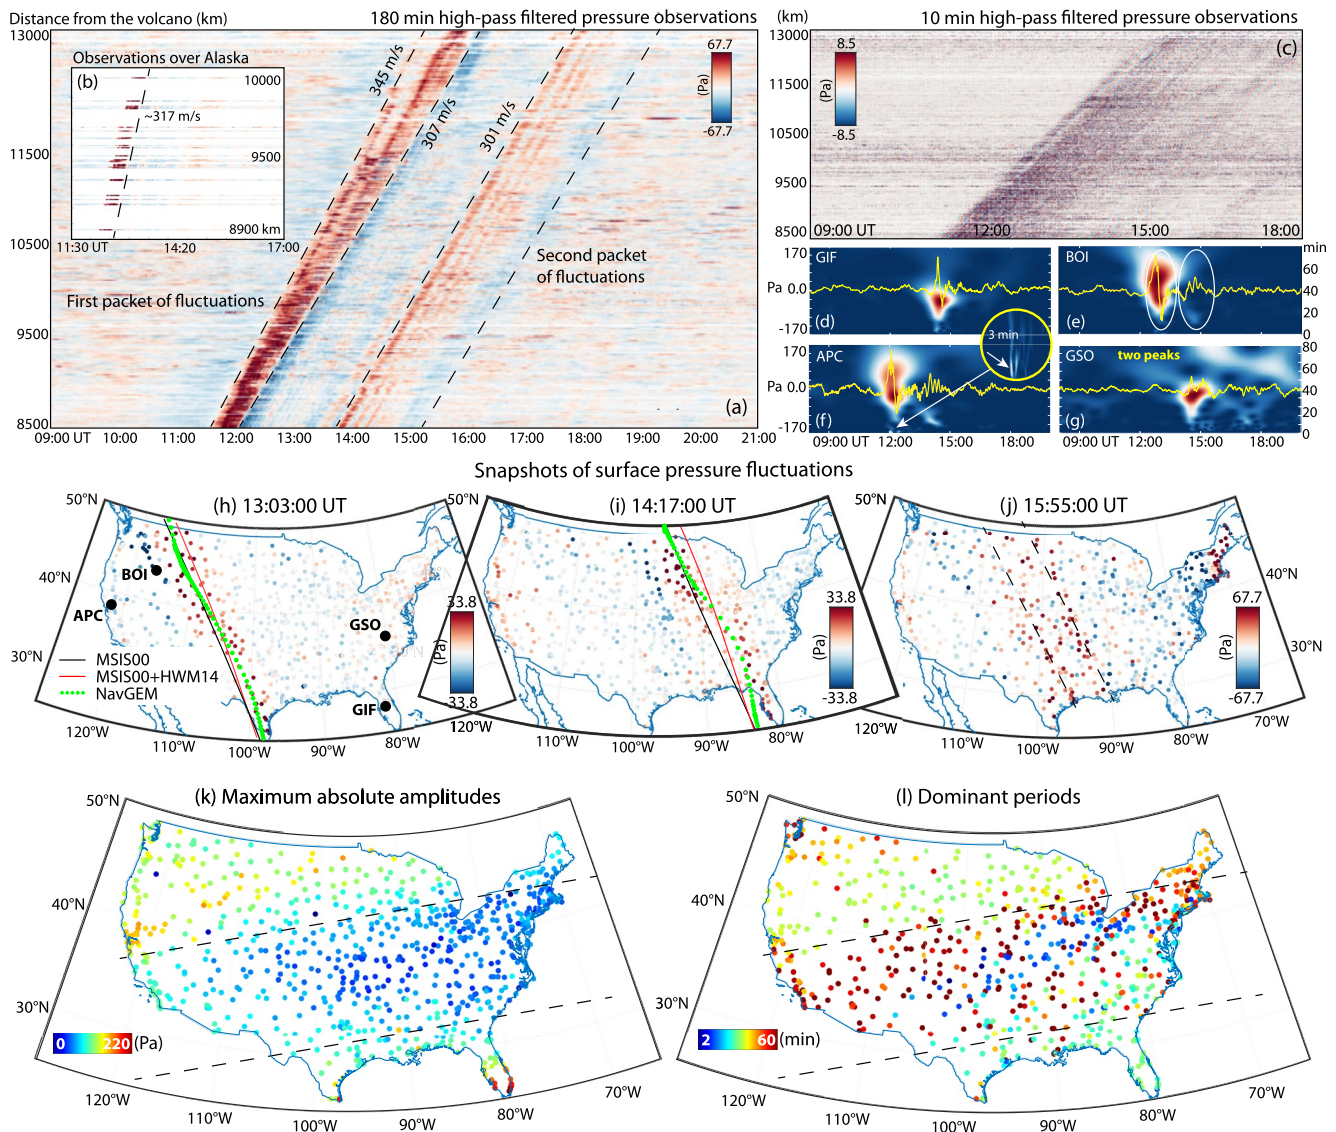 Distance from the volcano (km)
180 min high-pass filtered pressure observations
13000
11500
10500
9500
8500
Observations over Alaska
(b)
10000
~317 m/s
9500
8900 km
11:30 UT
14:20
17:00
345 m/s
307 m/s
301 m/s
67.7
(Pa)
-67.7
First packet of fluctuations
Second packet
of fluctuations
(a)
09:00 UT
10:00
11:00
12:00
13:00
14:00
15:00
16:00
17:00
18:00
19:00
20:00
21:00
(km)
10 min high-pass filtered pressure observations
13000
11500
10500
9500
8500
8.5
(Pa)
-8.5
(c)
09:00 UT
12:00
15:00
18:00
170
Pa 0.0
-170
GIF
(d)
BOI
(e)
min
60
40
20
0
170
Pa 0.0
-170
APC
(f)
3 min
GSO
two peaks
(g)
80
60
40
20
0
09:00 UT
12:00
15:00
18:00
09:00 UT
12:00
15:00
18:00
Snapshots of surface pressure fluctuations
(h) 13:03:00 UT
50°N
40°N
30°N
BOI
APC
GSO
GIF
MSIS00
MSIS00+HWM14
NavGEM
33.8
(Pa)
-33.8
120°W
110°W
100°W
90°W
80°W
(i) 14:17:00 UT
50°N
33.8
(Pa)
-33.8
120°W
110°W
100°W
90°W
80°W
(j) 15:55:00 UT
50°N
40°N
30°N
67.7
(Pa)
-67.7
120°W
110°W
100°W
90°W
80°W
70°W
(k) Maximum absolute amplitudes
50°N
40°N
30°N
0
220
(Pa)
120°W
110°W
100°W
90°W
80°W
70°W
(l) Dominant periods
50°N
40°N
30°N
2
60
(min)
120°W
110°W
100°W
90°W
80°W
70°W